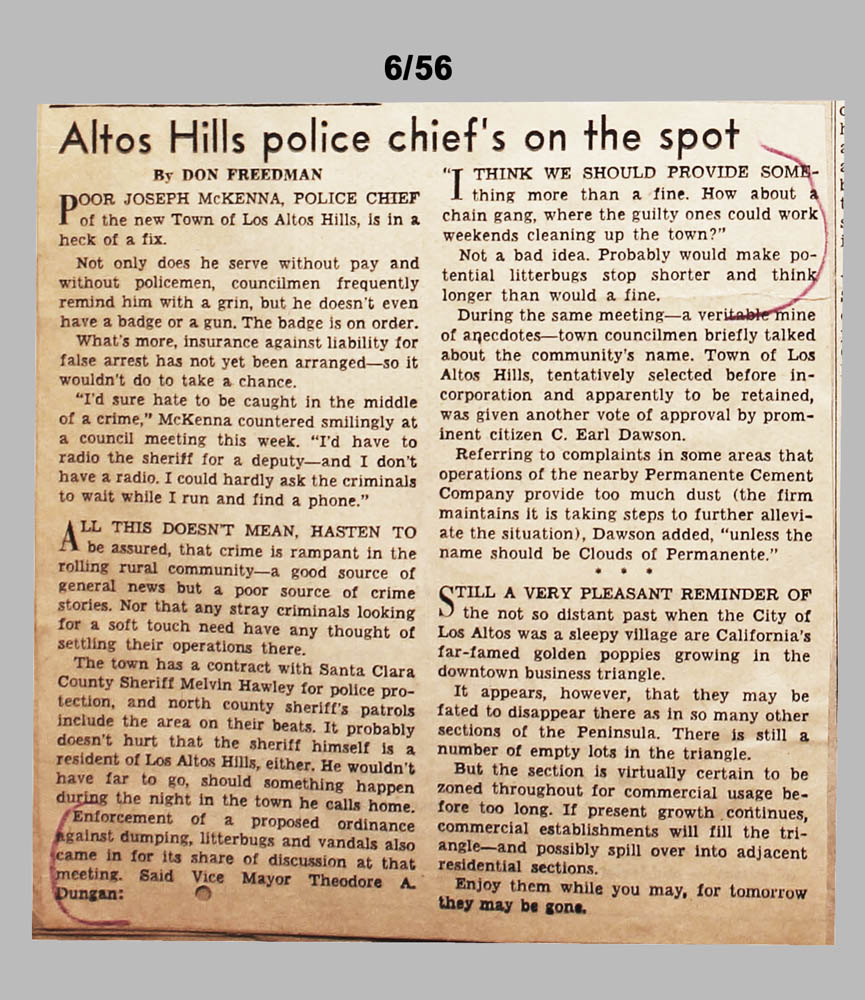 6/56
Altos Hills police chief's on the spot
By DON FREEDMAN
POOR JOSEPH McKENNA, POLICE CHIEF
of the new Town of Los Altos Hills, is in a
heck of a fix.
Not only does he serve without pay and
without policemen, councilmen frequently
remind him with a grin, but he doesn't even
have a badge or a gun. The badge is on order.
What's more, insurance against liability for
false arrest has not yet been arranged—so it
wouldn't do to take a chance.
"I'd sure hate to be caught in the middle
of a crime," McKenna countered smilingly at
a council meeting this week. "I'd have to
radio the sheriff for a deputy—and I don't
have a radio. I could hardly ask the criminals
to wait while I run and find a phone."
ALL THIS DOESN'T MEAN, HASTEN TO
be assured, that crime is rampant in the
rolling rural community—a good source of
general news but a poor source of crime
stories. Nor that any stray criminals looking
for a soft touch need have any thought of
settling their operations there.
The town has a contract with Santa Clara
County Sheriff Melvin Hawley for police pro-
tection, and north county sheriff's patrols
include the area on their beats. It probably
doesn't hurt that the sheriff himself is a
resident of Los Altos Hills, either. He wouldn't
have far to go, should something happen
during the night in the town he calls home.
Enforcement of a proposed ordinance
against dumping, litterbugs and vandals also
came in for its share of discussion at that
meeting. Said Vice Mayor Theodore A.
Dungan:
"I THINK WE SHOULD PROVIDE SOME-
thing more than a fine. How about a
chain gang, where the guilty ones could work
weekends cleaning up the town?"
Not a bad idea. Probably would make po-
tential litterbugs stop shorter and think
longer than would a fine.
During the same meeting—a veritable mine
of anecdotes—town councilmen briefly talked
about the community's name. Town of Los
Altos Hills, tentatively selected before in-
corporation and apparently to be retained,
was given another vote of approval by prom-
inent citizen C. Earl Dawson.
Referring to complaints in some areas that
operations of the nearby Permanente Cement
Company provide too much dust (the firm
maintains it is taking steps to further allevi-
ate the situation), Dawson added, "unless the
name should be Clouds of Permanente."
* * *
STILL A VERY PLEASANT REMINDER OF
the not so distant past when the City of
Los Altos was a sleepy village are California's
far-famed golden poppies growing in the
downtown business triangle.
It appears, however, that they may be
fated to disappear there as in so many other
sections of the Peninsula. There is still a
number of empty lots in the triangle.
But the section is virtually certain to be
zoned throughout for commercial usage be-
fore too long. If present growth continues,
commercial establishments will fill the tri-
angle—and possibly spill over into adjacent
residential sections.
Enjoy them while you may, for tomorrow
they may be gone.